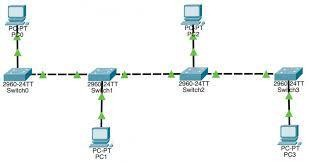 PC-PT
PC0
PC-PT
PC2
2960-24TT
Switch0
2960-24TT
Switch1
2960-24TT
Switch2
2960-24TT
Switch3
PC-PT
PC1
PC-PT
PC3